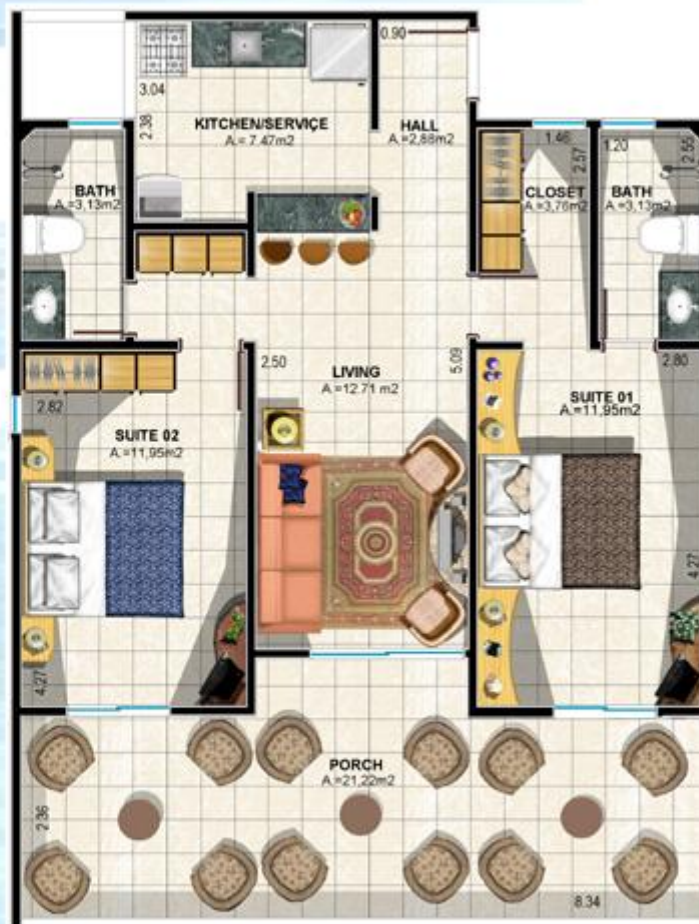 0.90
3.04
2.38
KITCHEN/SERVICE
A.= 7.47m2
HALL
A.=2,88m2
BATH
A.=3,13m2
1.46
2.57
CLOSET
A.=3,76m2
1.20
2.55
BATH
A.=3,13m2
2.50
LIVING
A.=12.71 m2
5.09
2.80
2.82
SUITE 01
A.=11,95m2
SUITE 02
A.=11,95m2
4.27
4.27
PORCH
A.=21,22m2
2.36
8.34